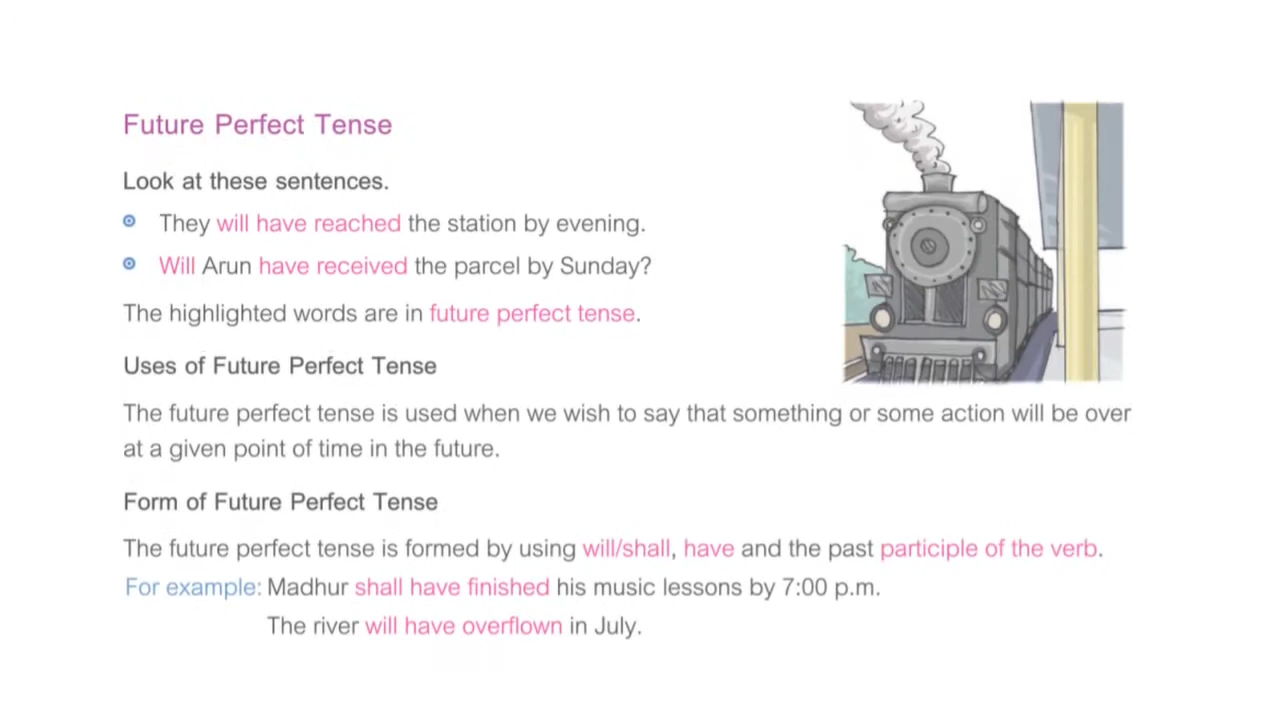 Future Perfect Tense
Look at these sentences.
They will have reached the station by evening.
Will Arun have received the parcel by Sunday?
The highlighted words are in future perfect tense.
Uses of Future Perfect Tense
The future perfect tense is used when we wish to say that something or some action will be over
at a given point of time in the future.
Form of Future Perfect Tense
The future perfect tense is formed by using will/shall, have and the past participle of the verb.
For example: Madhur shall have finished his music lessons by 7:00 p.m.
The river will have overflown in July.